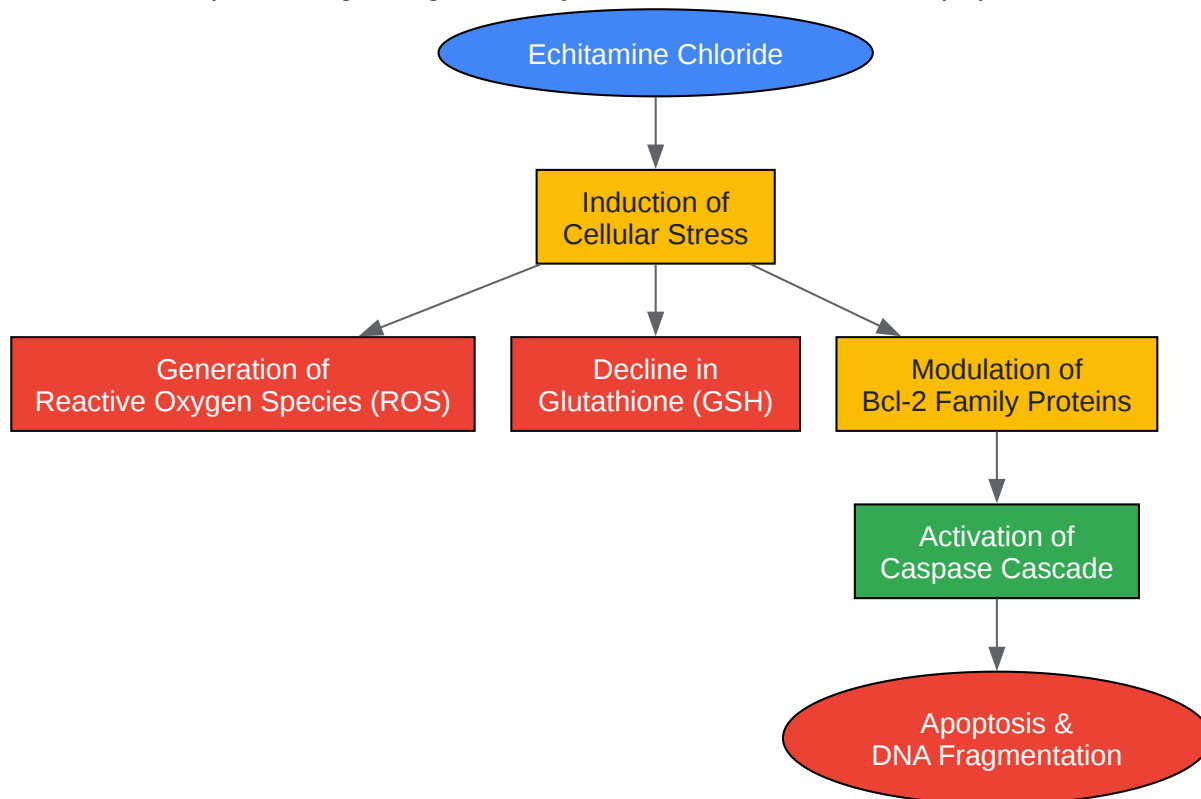 Echitamine Chloride
Induction of
Cellular Stress
Generation of
Reactive Oxygen Species (ROS)
Decline in
Glutathione (GSH)
Modulation of
Bcl-2 Family Proteins
Activation of
Caspase Cascade
Apoptosis &
DNA Fragmentation